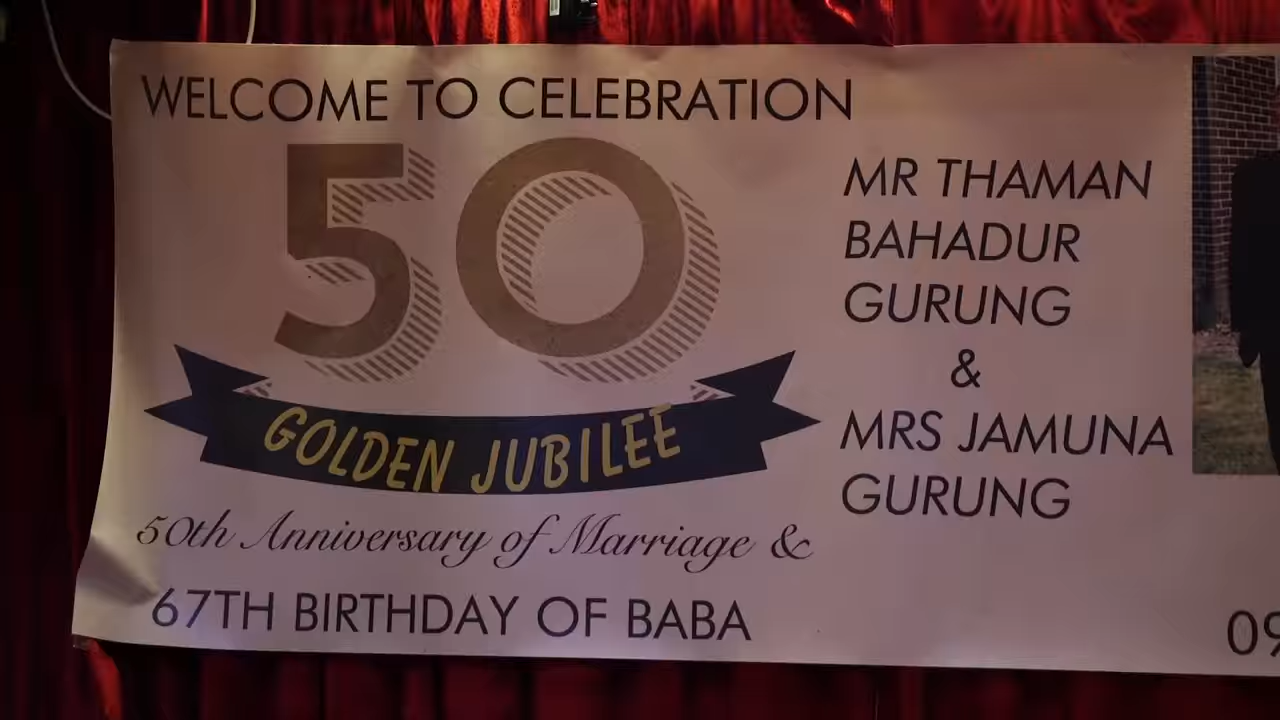 WELCOME TO CELEBRATION
50
GOLDEN JUBILEE
50th Anniversary of Marriage &
67TH BIRTHDAY OF BABA
MR THAMAN
BAHADUR
GURUNG
&
MRS JAMUNA
GURUNG
09